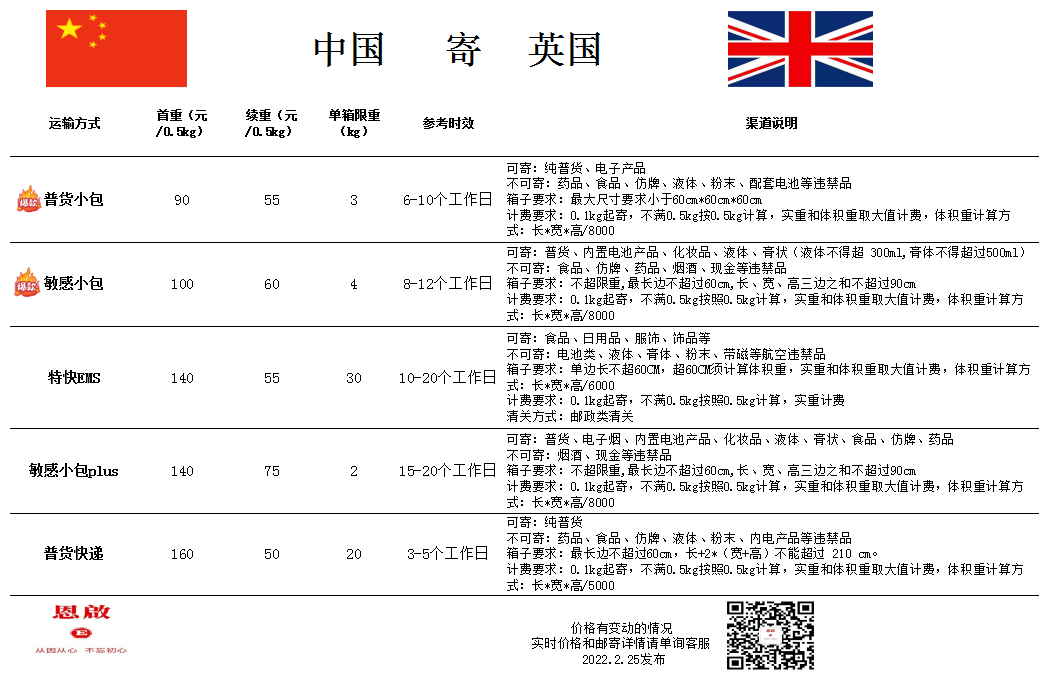 中国 寄 英国
运输方式 首重（元/0.5kg） 续重（元/0.5kg） 单箱限重（kg） 参考时效 渠道说明
爆款 普货小包 90 55 3 6-10个工作日
可寄：纯普货、电子产品
不可寄：药品、食品、仿牌、液体、粉末、配套电池等违禁品
箱子要求：最大尺寸要求小于60cm*60cm*60cm
计费要求：0.1kg起寄，不满0.5kg按0.5kg计算，实重和体积重取大值计费，体积重计算方
式：长*宽*高/8000
爆款 敏感小包 100 60 4 8-12个工作日
可寄：普货、内置电池产品、化妆品、液体、膏状（液体不得超 300ml,膏体不得超过500ml）
不可寄：食品、仿牌、药品、烟酒、现金等违禁品
箱子要求：不超限重,最长边不超过60cm,长、宽、高三边之和不超过90cm
计费要求：0.1kg起寄，不满0.5kg按照0.5kg计算，实重和体积重取大值计费，体积重计算方
式：长*宽*高/8000
特快EMS 140 55 30 10-20个工作日
可寄：食品、日用品、服饰、饰品等
不可寄：电池类、液体、膏体、粉末、带磁等航空违禁品
箱子要求：单边长不超60CM，超60CM须计算体积重，实重和体积重取大值计费，体积重计算方
式：长*宽*高/6000
计费要求：0.1kg起寄，不满0.5kg按照0.5kg计算，实重计费
清关方式：邮政类清关
敏感小包plus 140 75 2 15-20个工作日
可寄：普货、电子烟、内置电池产品、化妆品、液体、膏状、食品、仿牌、药品
不可寄：烟酒、现金等违禁品
箱子要求：不超限重,最长边不超过60cm,长、宽、高三边之和不超过90cm
计费要求：0.1kg起寄，不满0.5kg按照0.5kg计算，实重和体积重取大值计费，体积重计算方
式：长*宽*高/8000
普货快递 160 50 20 3-5个工作日
可寄：纯普货
不可寄：药品、食品、仿牌、液体、粉末、内电产品等违禁品
箱子要求：最长边不超过60cm，长+2*（宽+高）不能超过 210 cm。
计费要求：0.1kg起寄，不满0.5kg按照0.5kg计算，实重和体积重取大值计费，体积重计算方
式：长*宽*高/5000
恩啟
E
从因从心 不忘初心
价格有变动的情况
实时价格和邮寄详情请单询客服
2022.2.25发布